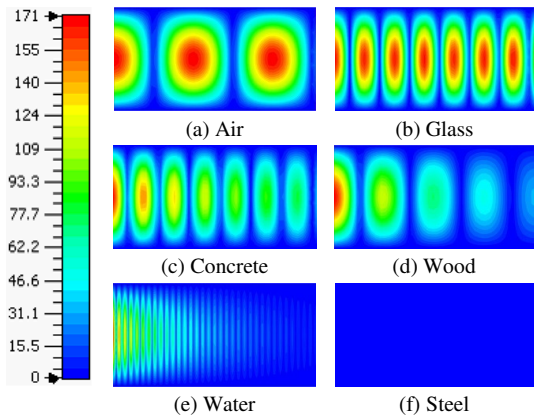 171
155
140
124
109
93.3
77.7
62.2
46.6
31.1
15.5
0
(a) Air
(b) Glass
(c) Concrete
(d) Wood
(e) Water
(f) Steel